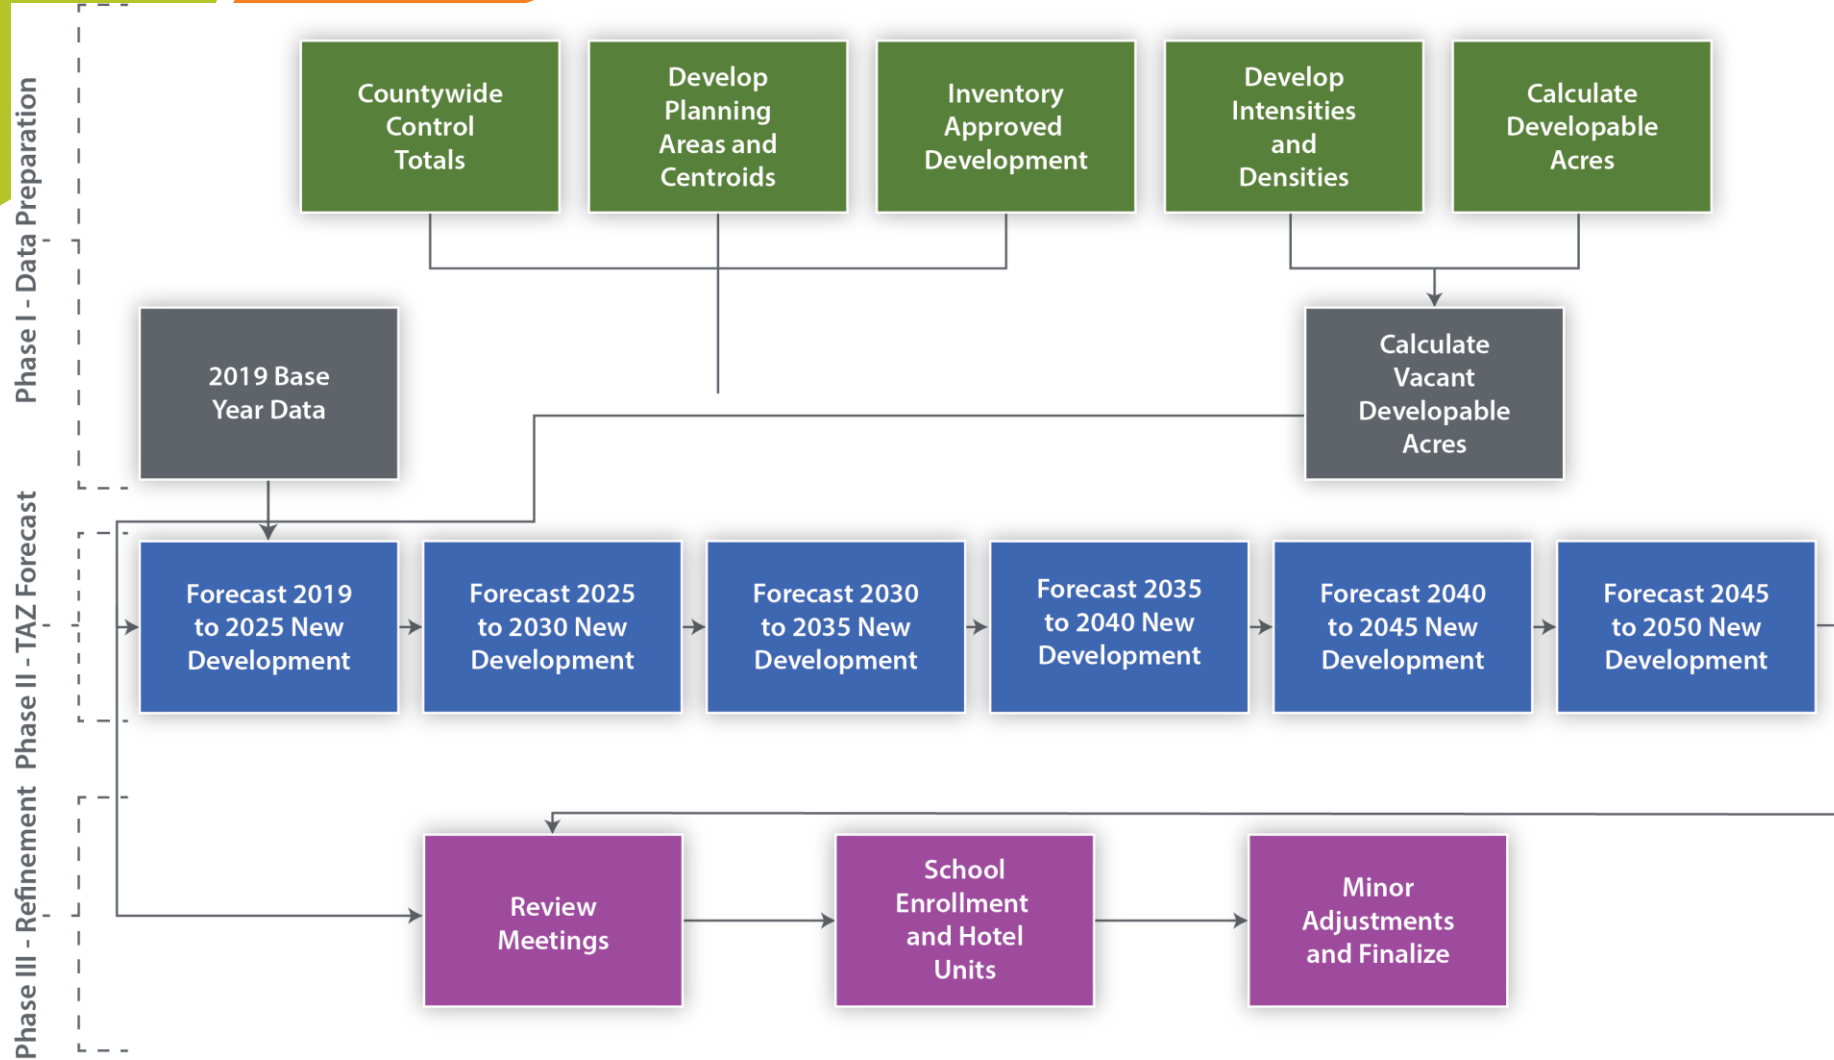 Phase I - Data Preparation
Countywide
Control
Totals
Develop
Planning
Areas and
Centroids
Inventory
Approved
Development
Develop
Intensities
and
Densities
Calculate
Developable
Acres
2019 Base
Year Data
Calculate
Vacant
Developable
Acres
Phase II - TAZ Forecast
Forecast 2019
to 2025 New
Development
Forecast 2025
to 2030 New
Development
Forecast 2030
to 2035 New
Development
Forecast 2035
to 2040 New
Development
Forecast 2040
to 2045 New
Development
Forecast 2045
to 2050 New
Development
Phase III - Refinement
Review
Meetings
School
Enrollment
and Hotel
Units
Minor
Adjustments
and Finalize